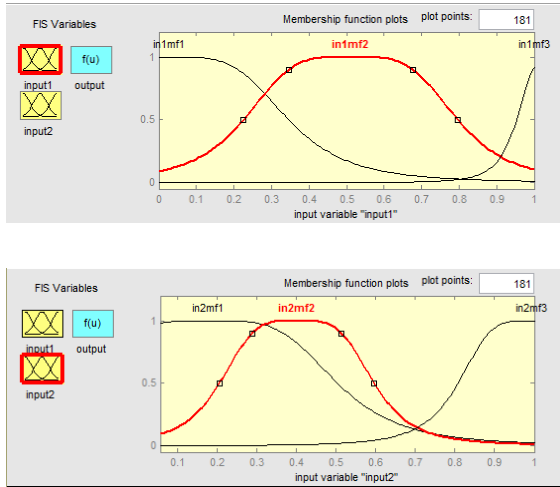 FIS Variables
Membership function plots plot points: 181
in1mf1 in1mf2 in1mf3
f(u)
input1 output
input2
1
0.5
0
0 0.1 0.2 0.3 0.4 0.5 0.6 0.7 0.8 0.9 1
input variable "input1"
FIS Variables
Membership function plots plot points: 181
in2mf1 in2mf2 in2mf3
f(u)
input1 output
input2
1
0.5
0
0.1 0.2 0.3 0.4 0.5 0.6 0.7 0.8 0.9 1
input variable "input2"